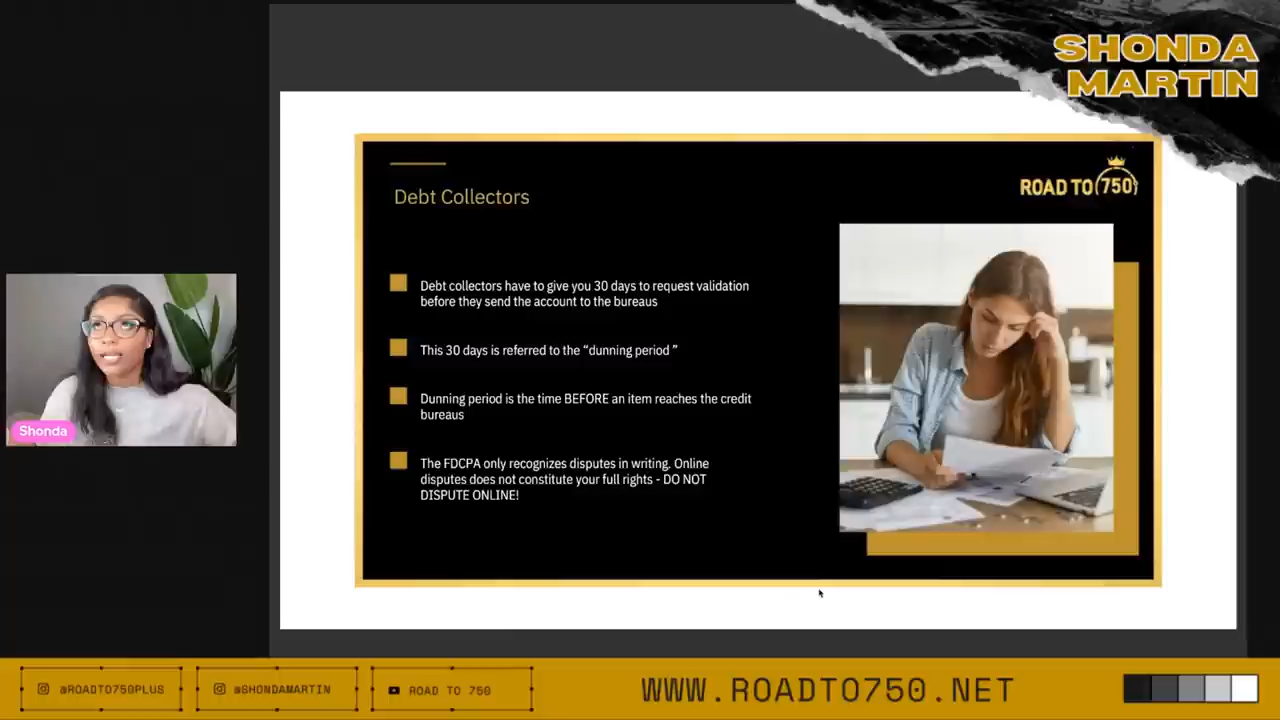 SHONDA
MARTIN
ROAD TO 750
Debt Collectors
Debt collectors have to give you 30 days to request validation
before they send the account to the bureaus
This 30 days is referred to the “dunning period ”
Dunning period is the time BEFORE an item reaches the credit
bureaus
The FDCPA only recognizes disputes in writing. Online
disputes does not constitute your full rights - DO NOT
DISPUTE ONLINE!
Shonda
@ROADTO750PLUS
@SHONDAMARTIN
ROAD TO 750
WWW.ROADTO750.NET